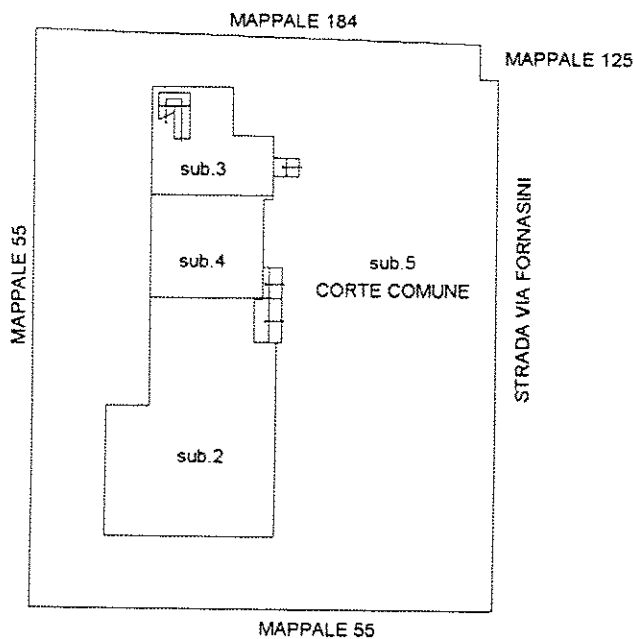 MAPPALE 184
MAPPALE 125
sub.3
MAPPALE 55
sub.4
sub.5
CORTE COMUNE
STRADA VIA FORNASINI
sub.2
MAPPALE 55